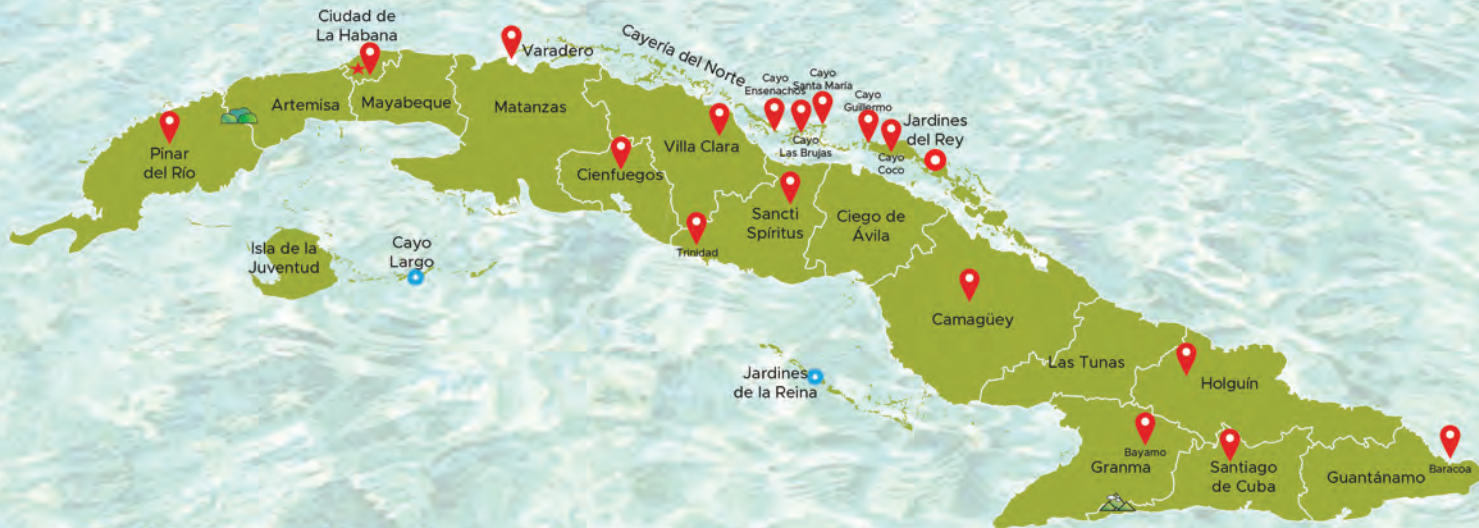 Ciudad de
La Habana
Varadero
Cayería del Norte
Cayo
Ensenachos
Cayo
Santa María
Cayo
Guillermo
Jardines
del Rey
Artemisa
Mayabeque
Matanzas
Pinar
del Río
Villa Clara
Cayo
Las Brujas
Cayo
Coco
Cienfuegos
Sancti
Spíritus
Ciego de
Ávila
Isla de la
Juventud
Cayo
Largo
Trinidad
Camagüey
Las Tunas
Jardines
de la Reina
Holguín
Bayamo
Granma
Santiago
de Cuba
Guantánamo
Baracoa